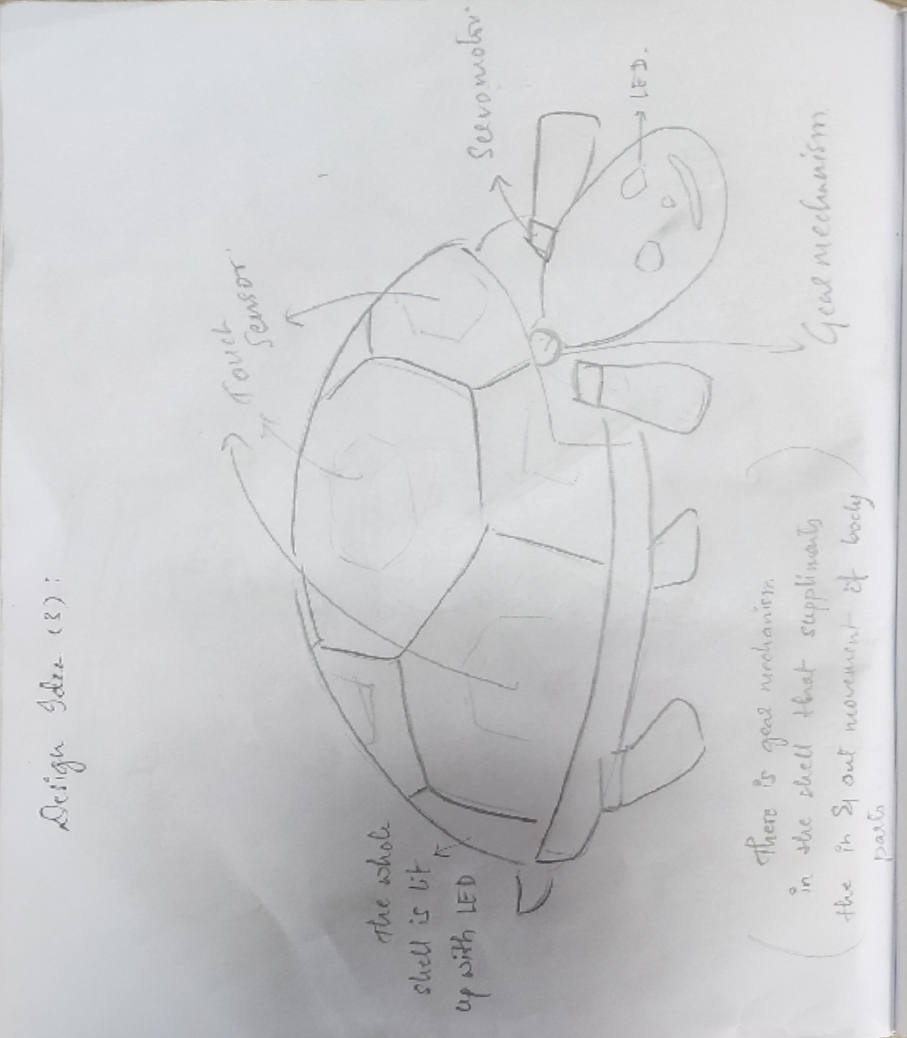 Design Idea (3):
Touch
Sensor
Servomotor
LED.
The whole
shell is lit
up with LED
Gear mechanism
(There is gear mechanism
in the shell that suppliments
the in & out movement of body
parts)